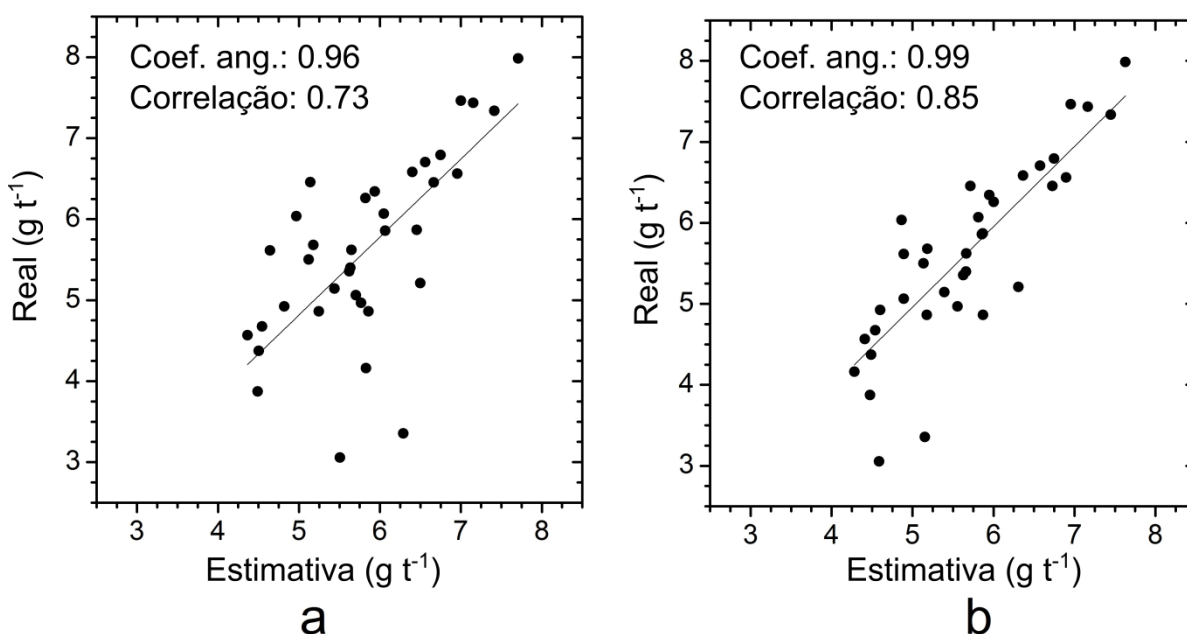 Coef. ang.: 0.96
Correlação: 0.73
8
7
6
5
4
3
Real (g t-1)
3 4 5 6 7 8
Estimativa (g t-1)
a
Coef. ang.: 0.99
Correlação: 0.85
8
7
6
5
4
3
Real (g t-1)
3 4 5 6 7 8
Estimativa (g t-1)
b